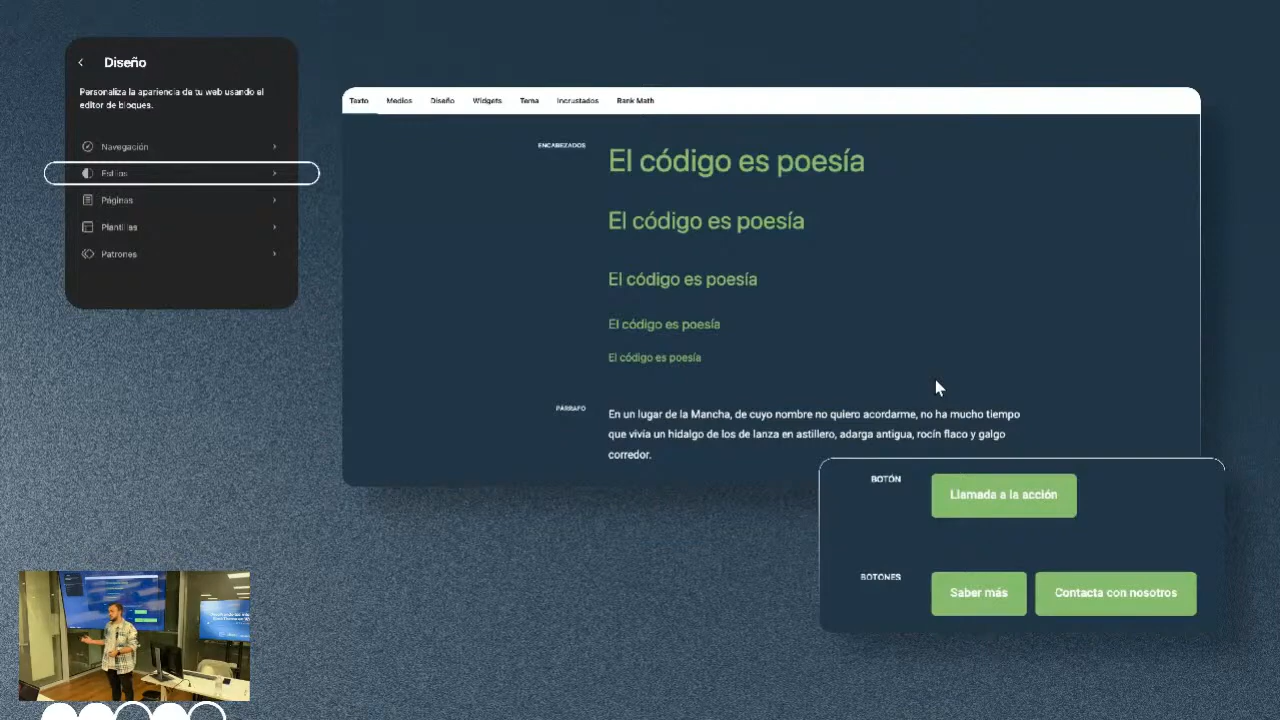 Diseño
Personaliza la apariencia de tu web usando el
editor de bloques.
Navegación
Estilos
Páginas
Plantillas
Patrones
Texto Medios Diseño Widgets Tema Incrustados Rank Math
ENCABEZADOS
El código es poesía
El código es poesía
El código es poesía
El código es poesía
El código es poesía
PÁRRAFO
En un lugar de la Mancha, de cuyo nombre no quiero acordarme, no ha mucho tiempo
que vivía un hidalgo de los de lanza en astillero, adarga antigua, rocín flaco y galgo
corredor.
BOTÓN
Llamada a la acción
BOTONES
Saber más Contacta con nosotros